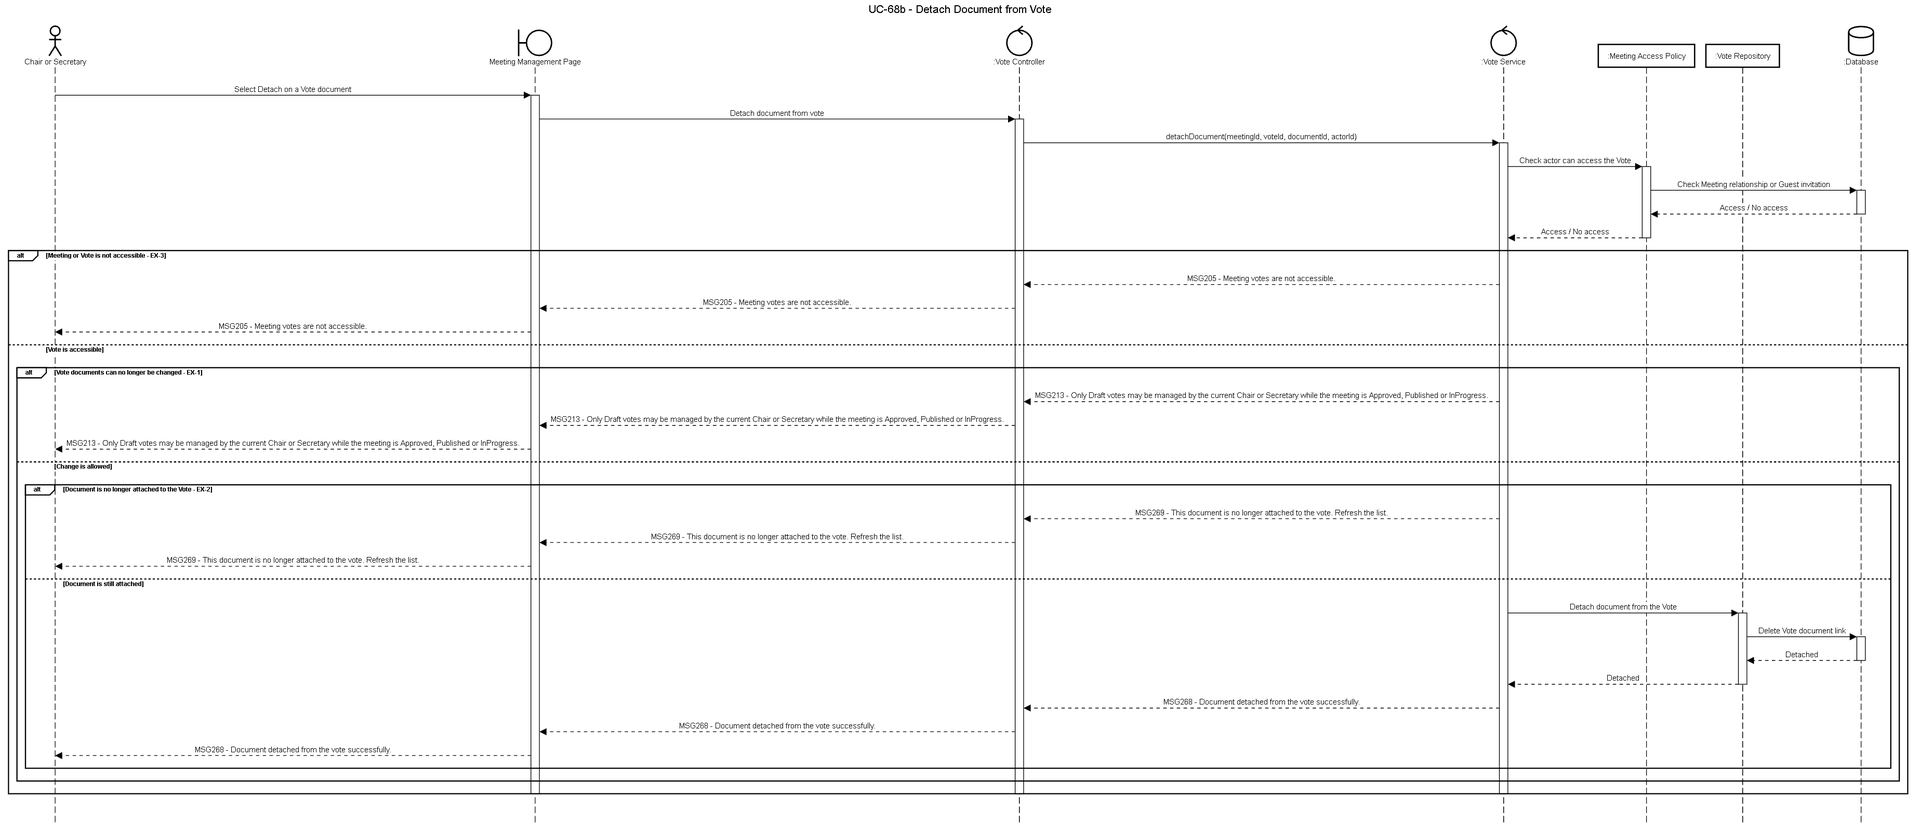 UC-68b - Detach Document from Vote
Chair or Secretary
Meeting Management Page
:Vote Controller
:Vote Service
:Meeting Access Policy
:Vote Repository
:Database
Select Detach on a Vote document
Detach document from vote
detachDocument(meetingId, voteId, documentId, actorId)
Check actor can access the Vote
Check Meeting relationship or Guest invitation
Access / No access
Access / No access
alt
[Meeting or Vote is not accessible - EX-3]
MSG205 - Meeting votes are not accessible.
MSG205 - Meeting votes are not accessible.
MSG205 - Meeting votes are not accessible.
[Vote is accessible]
alt
[Vote documents can no longer be changed - EX-1]
MSG213 - Only Draft votes may be managed by the current Chair or Secretary while the meeting is Approved, Published or InProgress.
MSG213 - Only Draft votes may be managed by the current Chair or Secretary while the meeting is Approved, Published or InProgress.
MSG213 - Only Draft votes may be managed by the current Chair or Secretary while the meeting is Approved, Published or InProgress.
[Change is allowed]
alt
[Document is no longer attached to the Vote - EX-2]
MSG269 - This document is no longer attached to the vote. Refresh the list.
MSG269 - This document is no longer attached to the vote. Refresh the list.
MSG269 - This document is no longer attached to the vote. Refresh the list.
[Document is still attached]
Detach document from the Vote
Delete Vote document link
Detached
Detached
MSG268 - Document detached from the vote successfully.
MSG268 - Document detached from the vote successfully.
MSG268 - Document detached from the vote successfully.